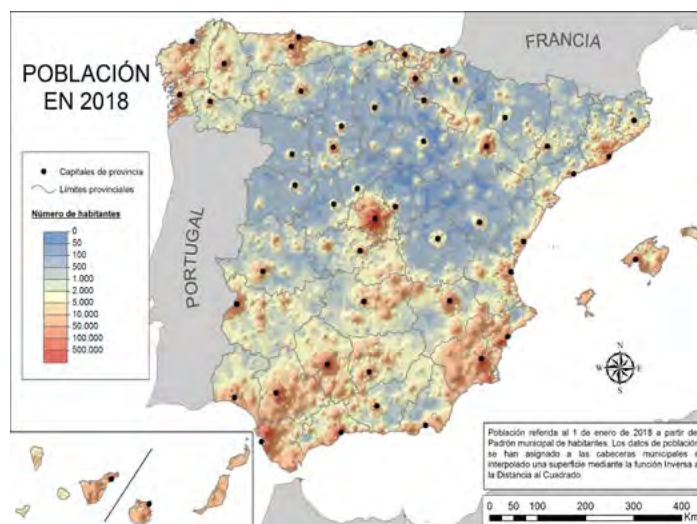 FRANCIA
POBLACIÓN
EN 2018
Capitales de provincia
Límites provinciales
Número de habitantes
0
50
100
500
1.000
2.000
5.000
10.000
50.000
100.000
500.000
PORTUGAL
N
W E
S
Población referida al 1 de enero de 2018 a partir de
Padrón municipal de habitantes. Los datos de población
se han asignado a las cabeceras municipales e
interpolado una superficie mediante la función Inversa a
la Distancia al Cuadrado.
0 50 100 200 300 400
Km